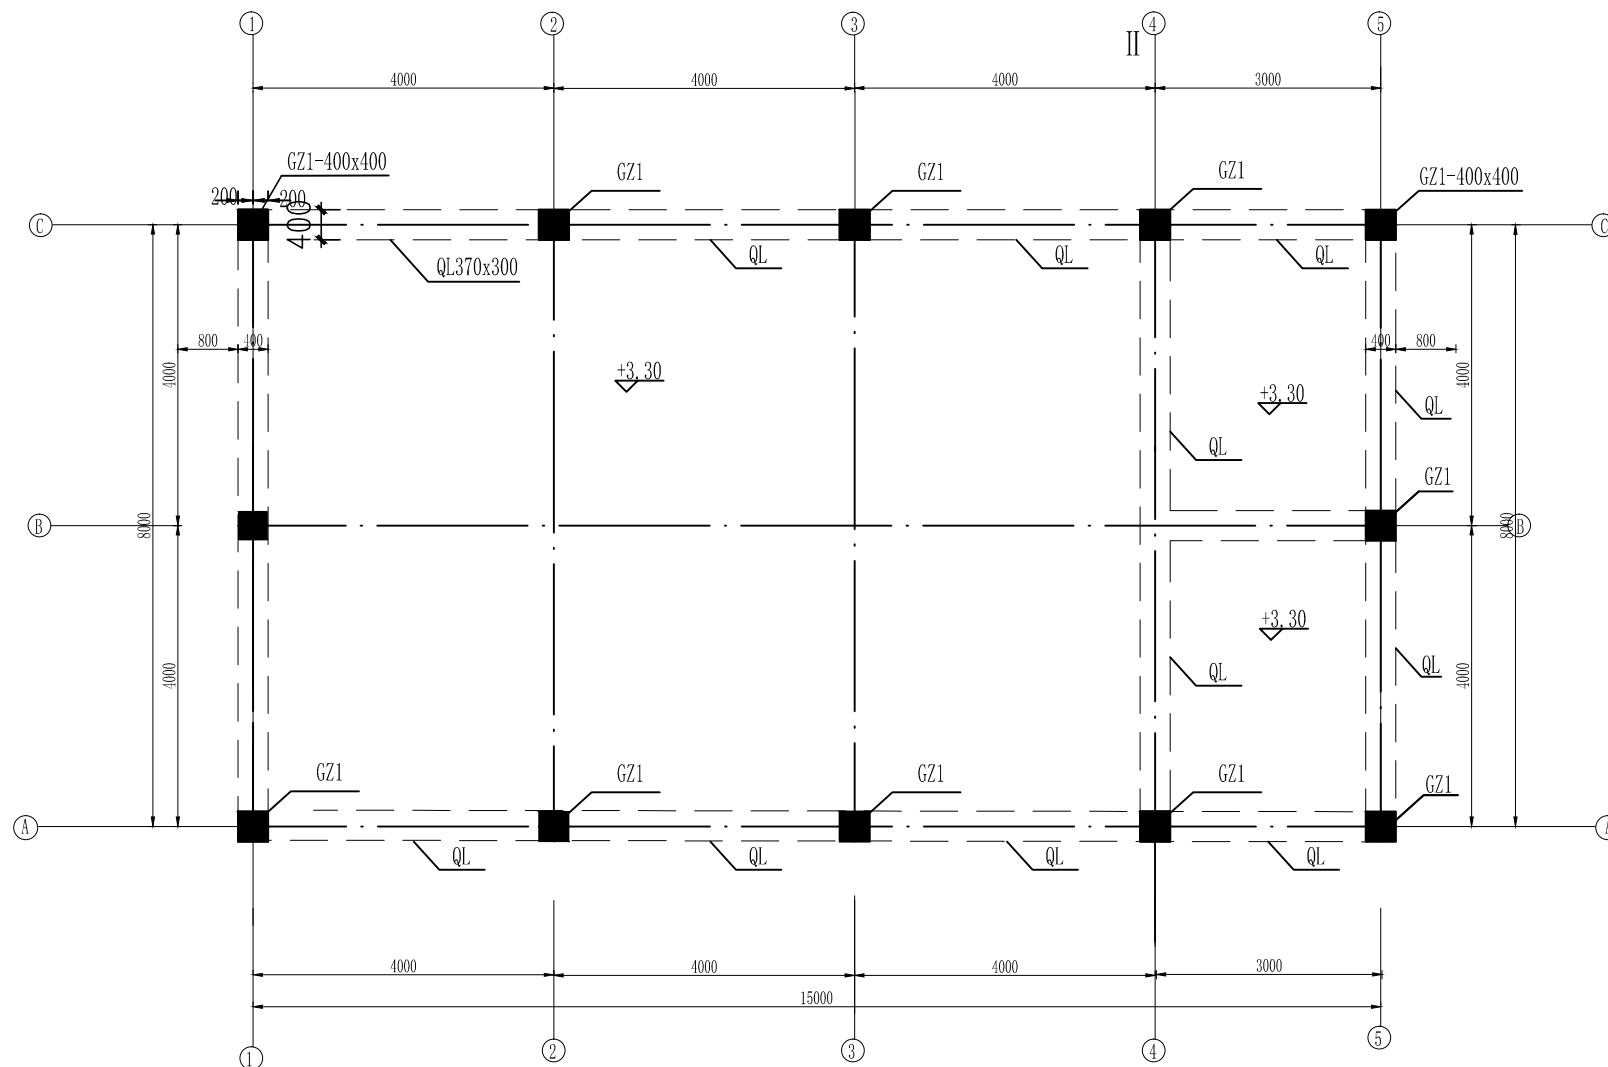 1 2 3 4 5
II
4000 4000 4000 3000
GZ1-400x400 GZ1 GZ1 GZ1 GZ1-400x400
200 200
400
C C
QL370x300 QL QL QL
800 400 400 800
4000 4000
+3.30 +3.30
QL QL
GZ1
B 8000 8000 B
+3.30
QL QL
4000 4000
GZ1 GZ1 GZ1 GZ1 GZ1
A
QL QL QL QL
4000 4000 4000 3000
15000
1 2 3 4 5